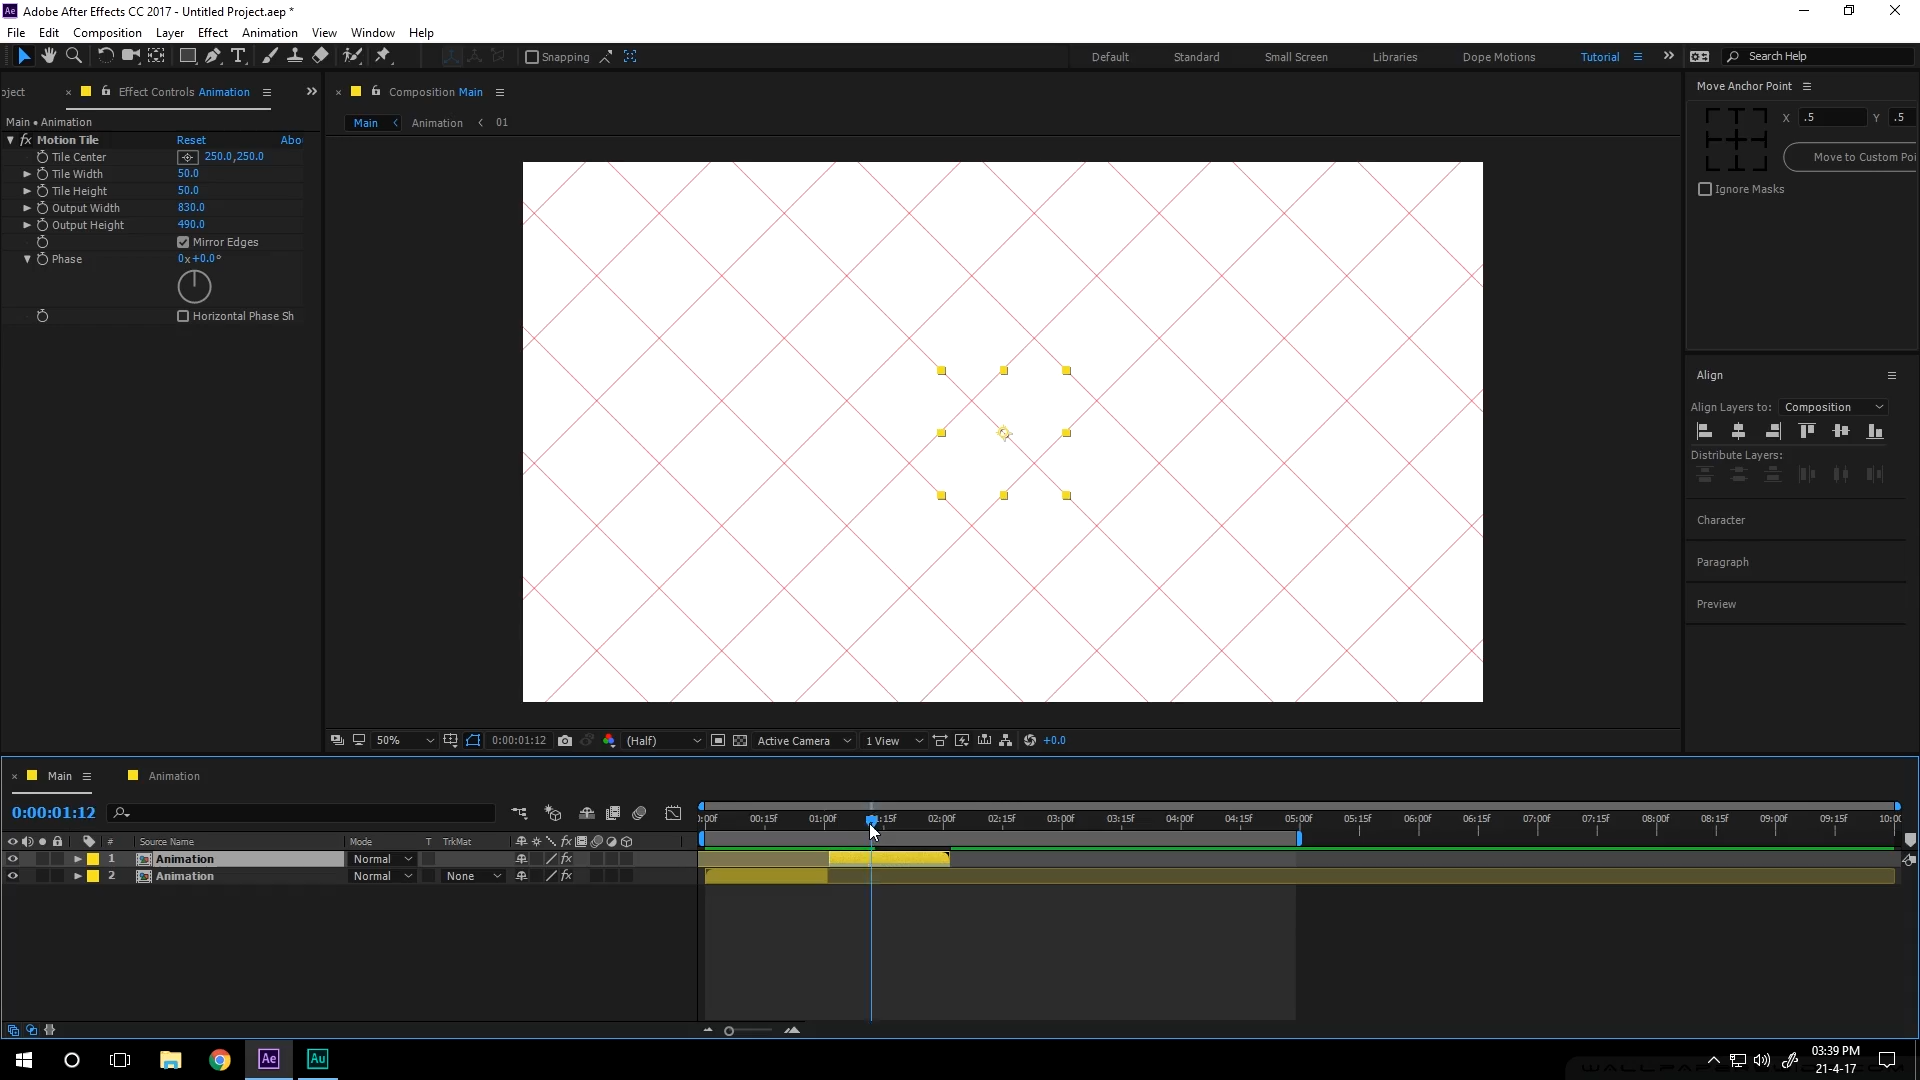 Adobe After Effects CC 2017 - Untitled Project.aep *
File Edit Composition Layer Effect Animation View Window Help
Snapping
Default Standard Small Screen Libraries Dope Motions Tutorial
Search Help
oject
Effect Controls Animation
Main • Animation
Motion Tile Reset Abo
Tile Center 250.0,250.0
Tile Width 50.0
Tile Height 50.0
Output Width 830.0
Output Height 490.0
Mirror Edges
Phase 0x+0.0°
Horizontal Phase Sh
Composition Main
Main Animation 01
Move Anchor Point
X .5 Y .5
Move to Custom Poi
Ignore Masks
Align
Align Layers to: Composition
Distribute Layers:
Character
Paragraph
Preview
50% 0:00:01:12 (Half) Active Camera 1 View +0.0
Main Animation
0:00:01:12
# Source Name Mode T TrkMat
1 Animation Normal
2 Animation Normal None
:00f 00:15f 01:00f :15f 02:00f 02:15f 03:00f 03:15f 04:00f 04:15f 05:00f 05:15f 06:00f 06:15f 07:00f 07:15f 08:00f 08:15f 09:00f 09:15f 10:00
Ae Au
03:39 PM
21-4-17